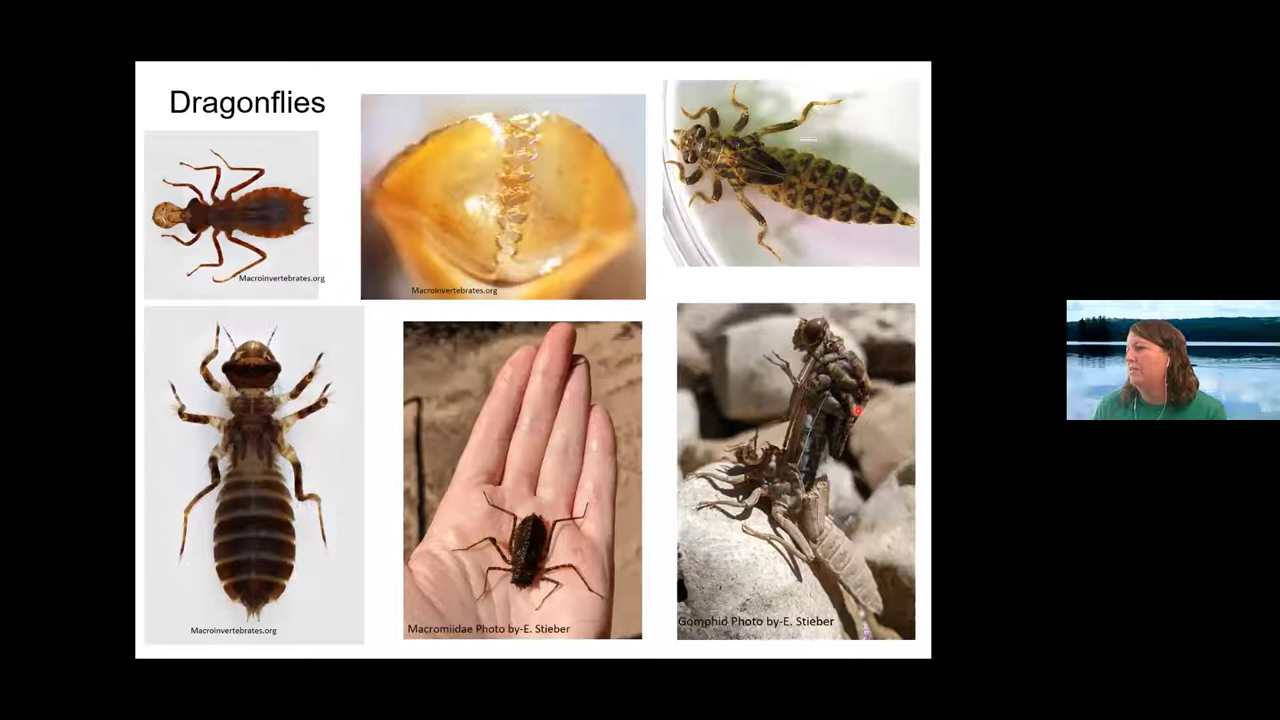 Dragonflies
Macroinvertebrates.org
Macroinvertebrates.org
Macroinvertebrates.org
Macromiidae Photo by-E. Stieber
Gomphid Photo by-E. Stieber